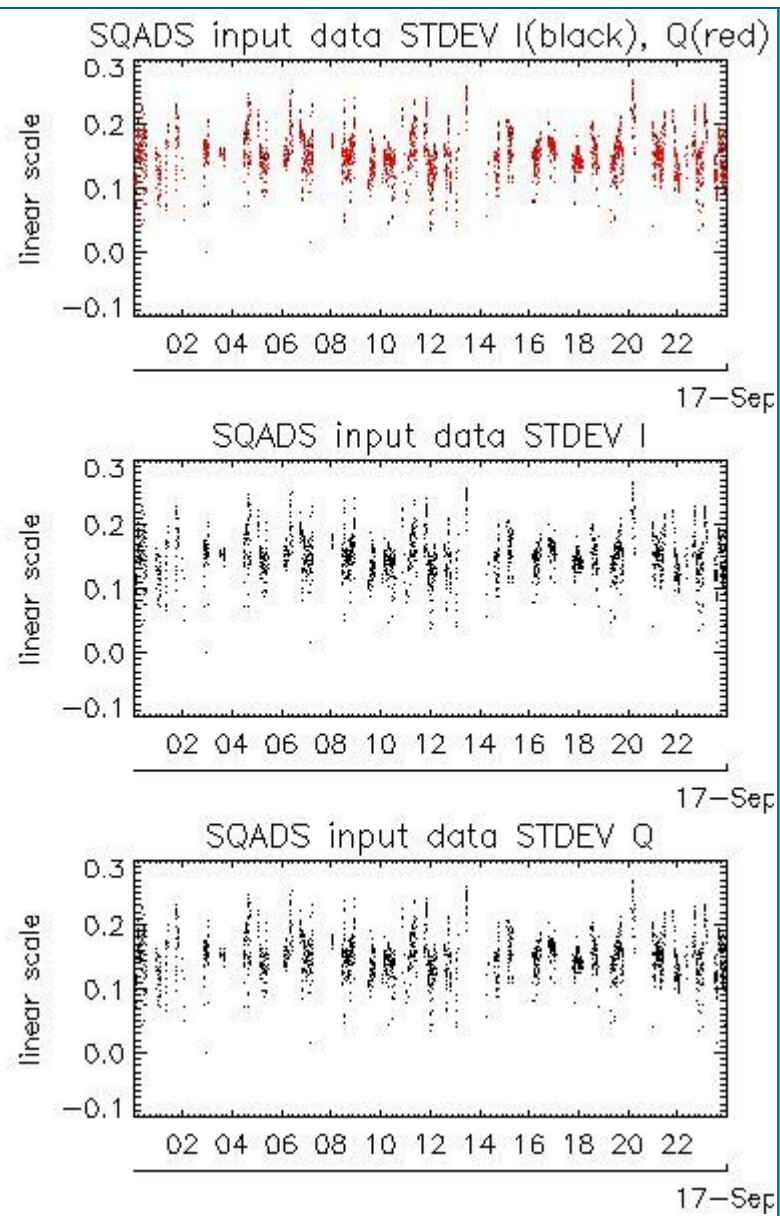 SQADS input data STDEV I(black), Q(red)
0.3
0.2
0.1
0.0
-0.1
linear scale
02 04 06 08 10 12 14 16 18 20 22
17-Sep
SQADS input data STDEV I
0.3
0.2
0.1
0.0
-0.1
linear scale
02 04 06 08 10 12 14 16 18 20 22
17-Sep
SQADS input data STDEV Q
0.3
0.2
0.1
0.0
-0.1
linear scale
02 04 06 08 10 12 14 16 18 20 22
17-Sep